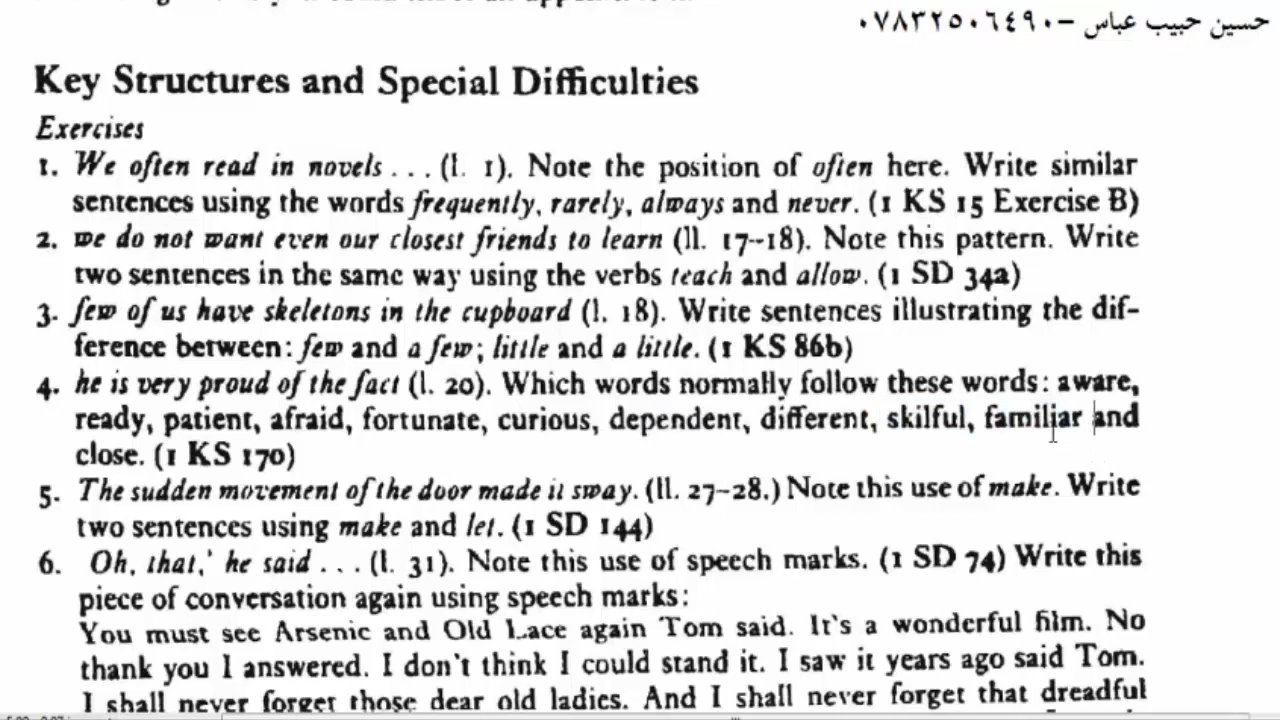 حسين حبيب عباس –٠٧٨٣٢٥٠٦٤٩٠
Key Structures and Special Difficulties
Exercises
1. We often read in novels . . . (l. 1). Note the position of often here. Write similar
sentences using the words frequently, rarely, always and never. (1 KS 15 Exercise B)
2. we do not want even our closest friends to learn (ll. 17–18). Note this pattern. Write
two sentences in the same way using the verbs teach and allow. (1 SD 34a)
3. few of us have skeletons in the cupboard (l. 18). Write sentences illustrating the dif-
ference between: few and a few; little and a little. (1 KS 86b)
4. he is very proud of the fact (l. 20). Which words normally follow these words: aware,
ready, patient, afraid, fortunate, curious, dependent, different, skilful, familiar and
close. (1 KS 170)
5. The sudden movement of the door made it sway. (ll. 27–28.) Note this use of make. Write
two sentences using make and let. (1 SD 144)
6. Oh, that,' he said . . . (l. 31). Note this use of speech marks. (1 SD 74) Write this
piece of conversation again using speech marks:
You must see Arsenic and Old Lace again Tom said. It's a wonderful film. No
thank you I answered. I don't think I could stand it. I saw it years ago said Tom.
I shall never forget those dear old ladies. And I shall never forget that dreadful